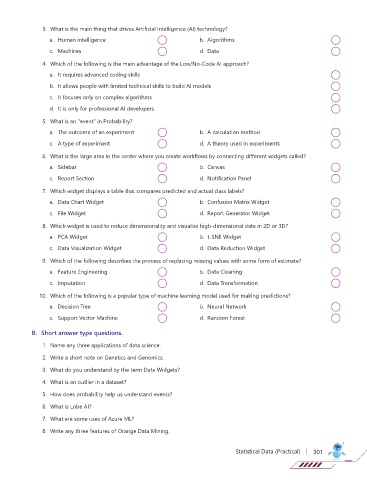 3. What is the main thing that drives Artificial Intelligence (AI) technology?
a. Human intelligence b. Algorithms
c. Machines d. Data
4. Which of the following is the main advantage of the Low/No-Code AI approach?
a. It requires advanced coding skills
b. It allows people with limited technical skills to build AI models
c. It focuses only on complex algorithms
d. It is only for professional AI developers
5. What is an "event" in Probability?
a. The outcome of an experiment b. A calculation method
c. A type of experiment d. A theory used in experiments
6. What is the large area in the center where you create workflows by connecting different widgets called?
a. Sidebar b. Canvas
c. Report Section d. Notification Panel
7. Which widget displays a table that compares predicted and actual class labels?
a. Data Chart Widget b. Confusion Matrix Widget
c. File Widget d. Report Generator Widget
8. Which widget is used to reduce dimensionality and visualise high-dimensional data in 2D or 3D?
a. PCA Widget b. t-SNE Widget
c. Data Visualization Widget d. Data Reduction Widget
9. Which of the following describes the process of replacing missing values with some form of estimate?
a. Feature Engineering b. Data Cleaning
c. Imputation d. Data Transformation
10. Which of the following is a popular type of machine learning model used for making predictions?
a. Decision Tree b. Neural Network
c. Support Vector Machine d. Random Forest
B. Short answer type questions.
1. Name any three applications of data science.
2. Write a short note on Genetics and Genomics.
3. What do you understand by the term Data Widgets?
4. What is an outlier in a dataset?
5. How does probability help us understand events?
6. What is Lobe AI?
7. What are some uses of Azure ML?
8. Write any three features of Orange Data Mining.
Statistical Data (Practical) | 301